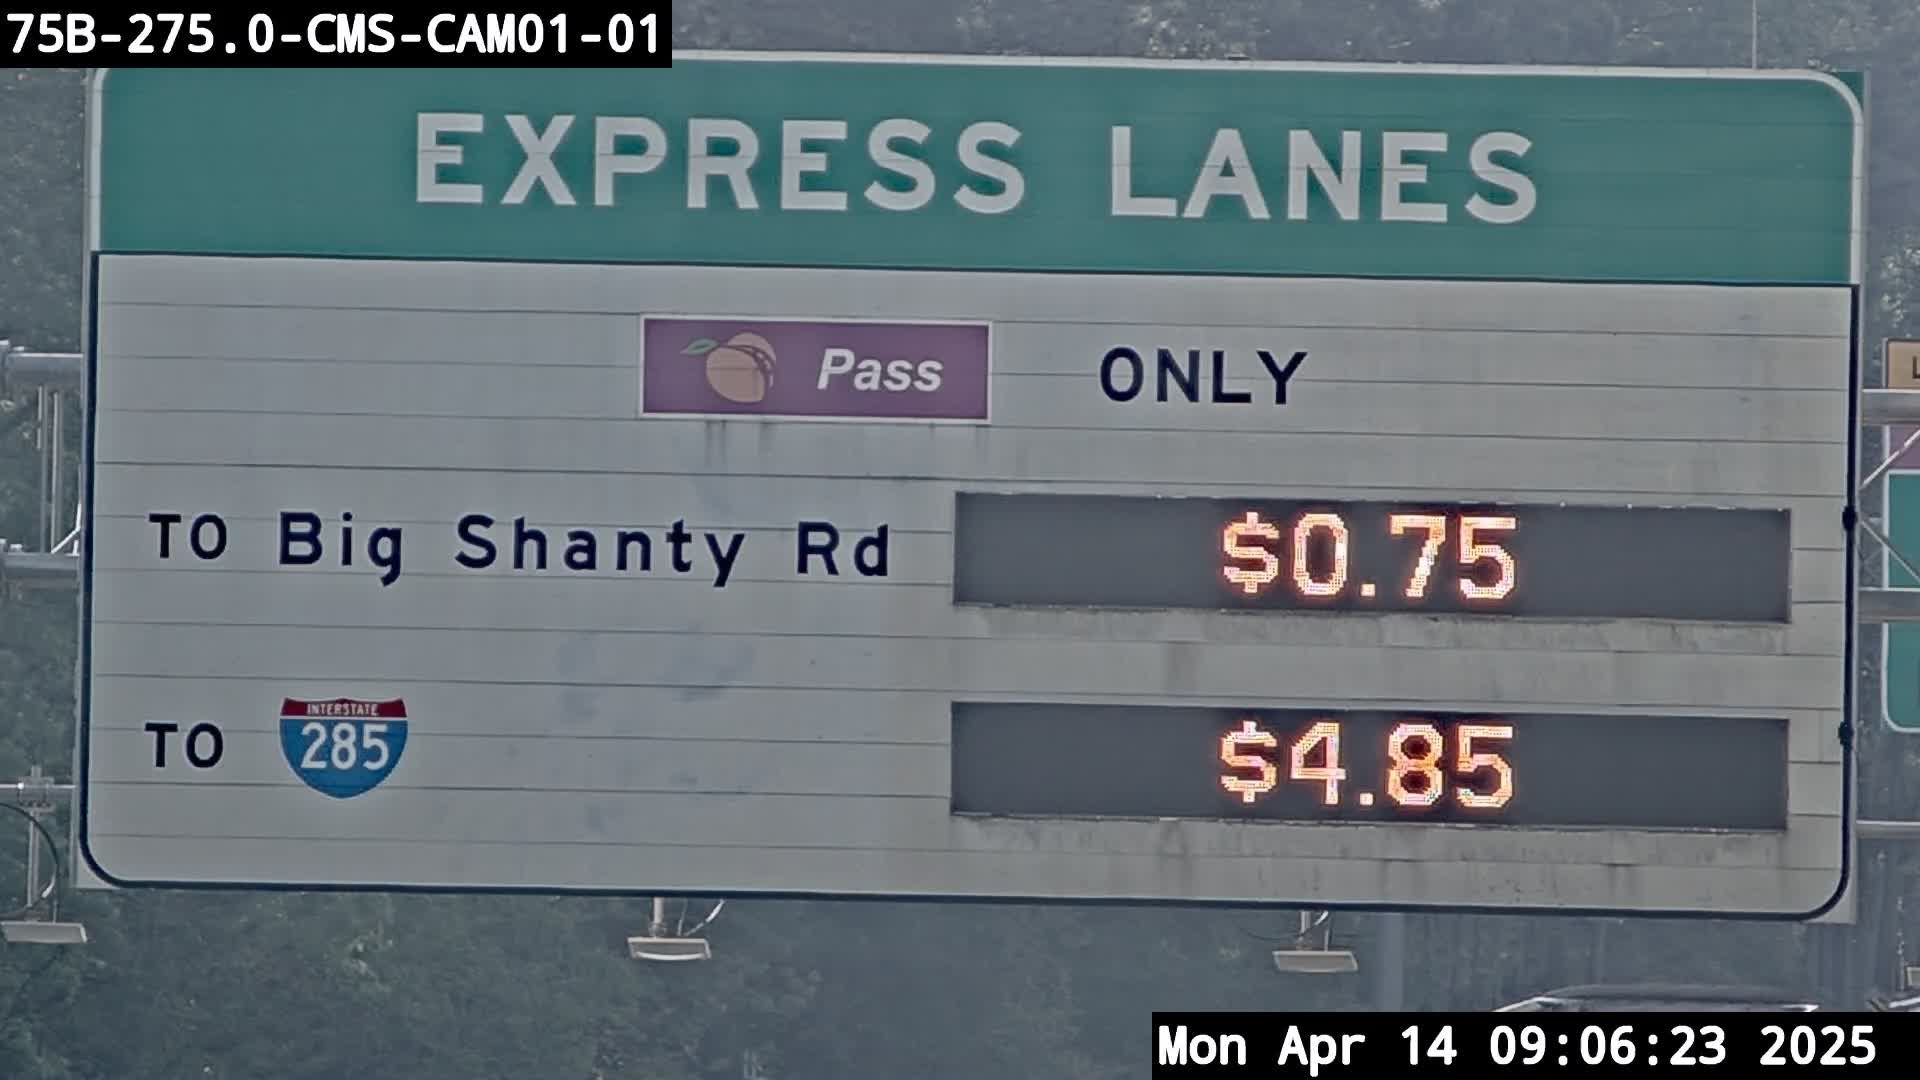 75B-275.0-CMS-CAM01-01
EXPRESS LANES
Pass ONLY
TO Big Shanty Rd $0.75
INTERSTATE
TO 285 $4.85
Mon Apr 14 09:06:23 2025